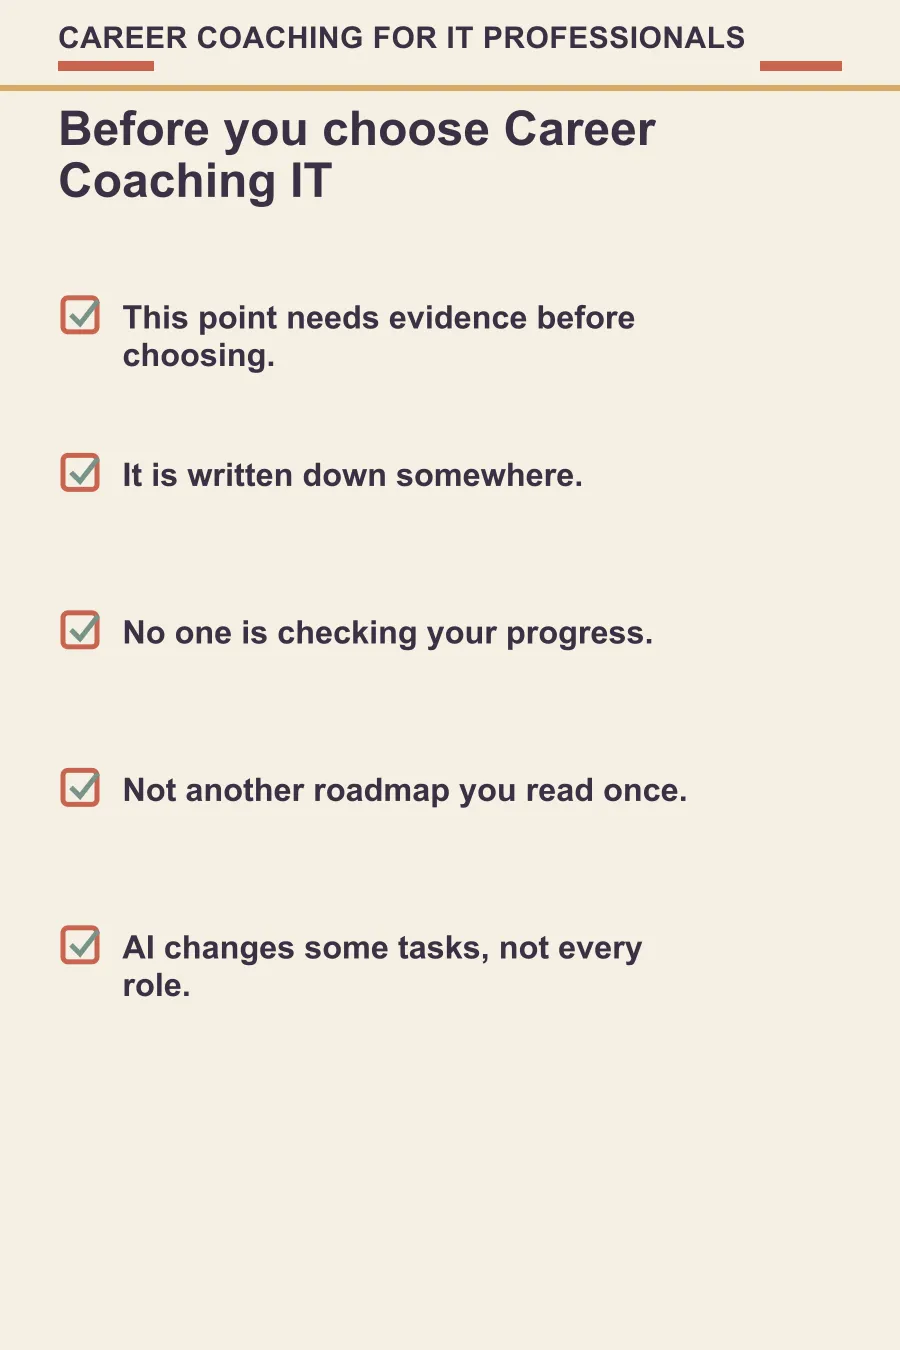 CAREER COACHING FOR IT PROFESSIONALS
Before you choose Career
Coaching IT
This point needs evidence before
choosing.
It is written down somewhere.
No one is checking your progress.
Not another roadmap you read once.
AI changes some tasks, not every
role.